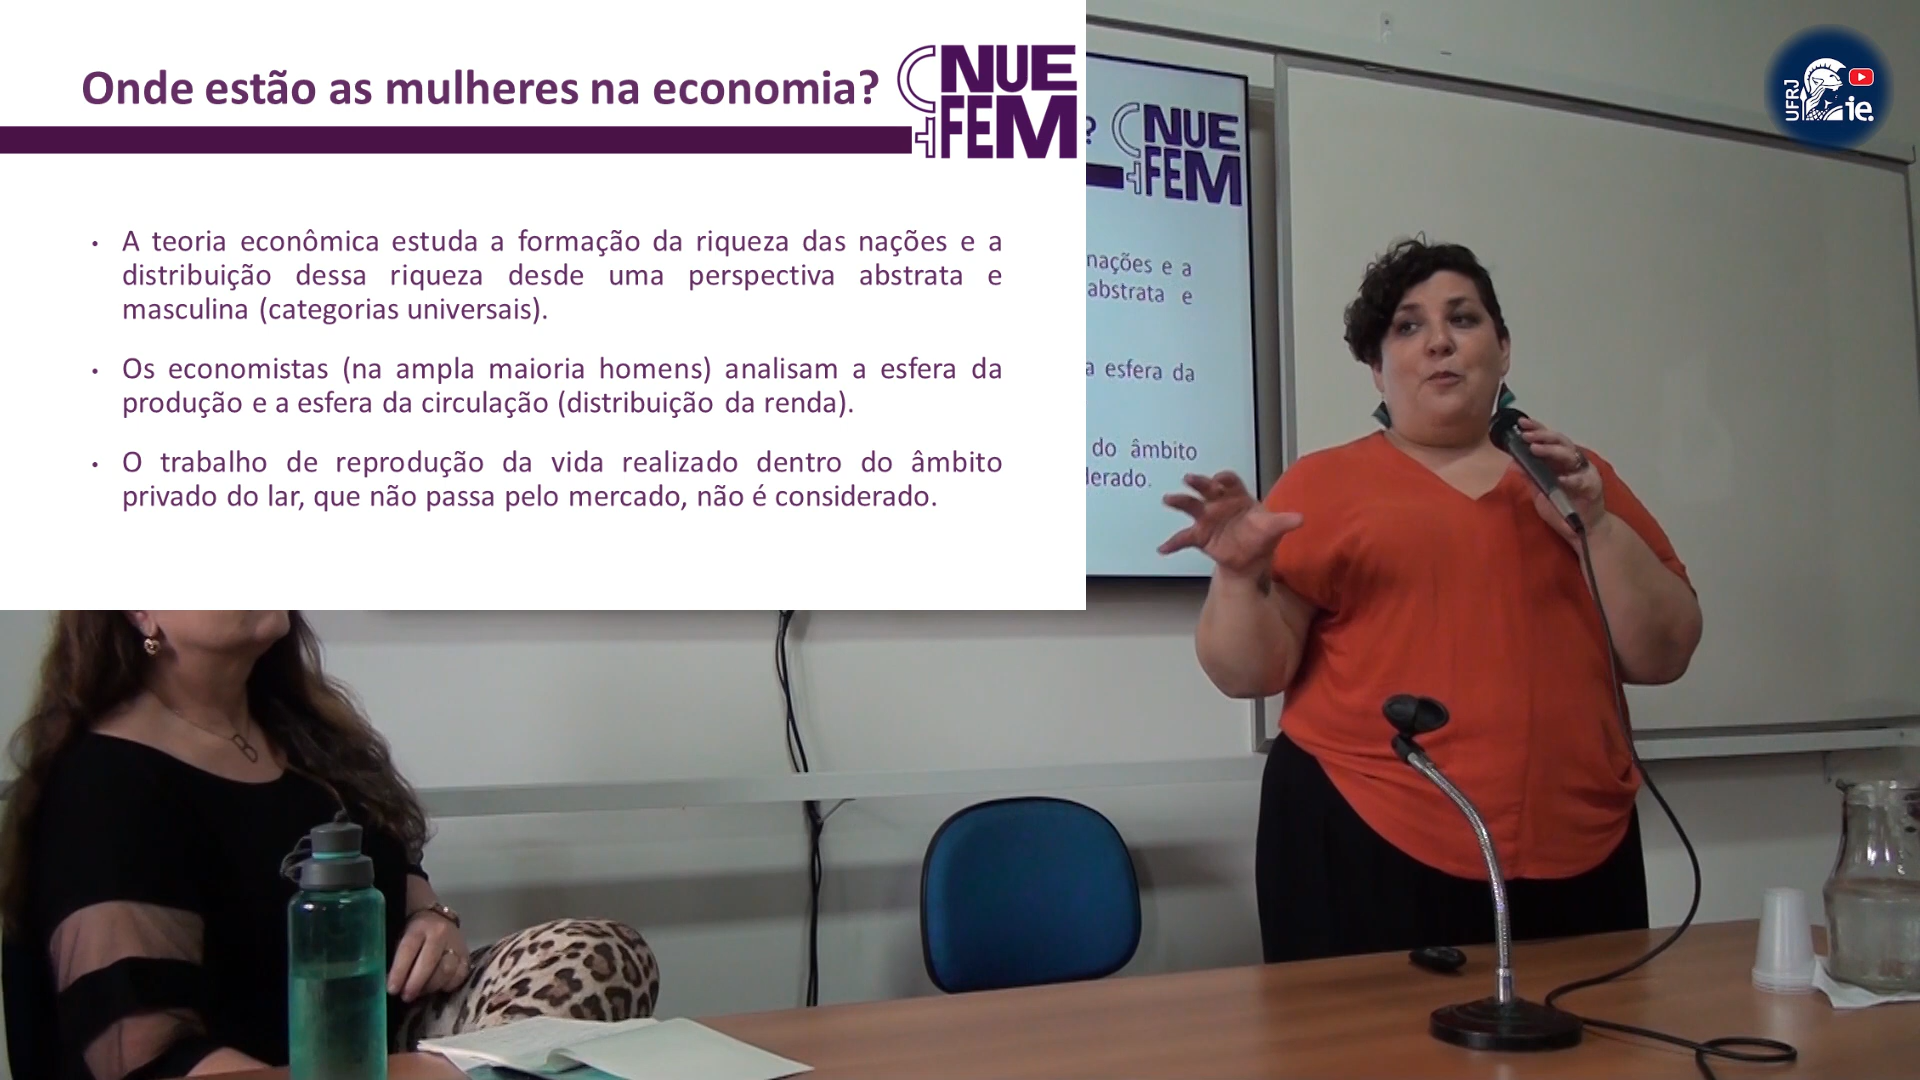 Onde estão as mulheres na economia?
NUE
FEM
• A teoria econômica estuda a formação da riqueza das nações e a
distribuição dessa riqueza desde uma perspectiva abstrata e
masculina (categorias universais).
• Os economistas (na ampla maioria homens) analisam a esfera da
produção e a esfera da circulação (distribuição da renda).
• O trabalho de reprodução da vida realizado dentro do âmbito
privado do lar, que não passa pelo mercado, não é considerado.
?
NUE
FEM
nações e a
abstrata e
a esfera da
do âmbito
derado.
UFRJ
ie.